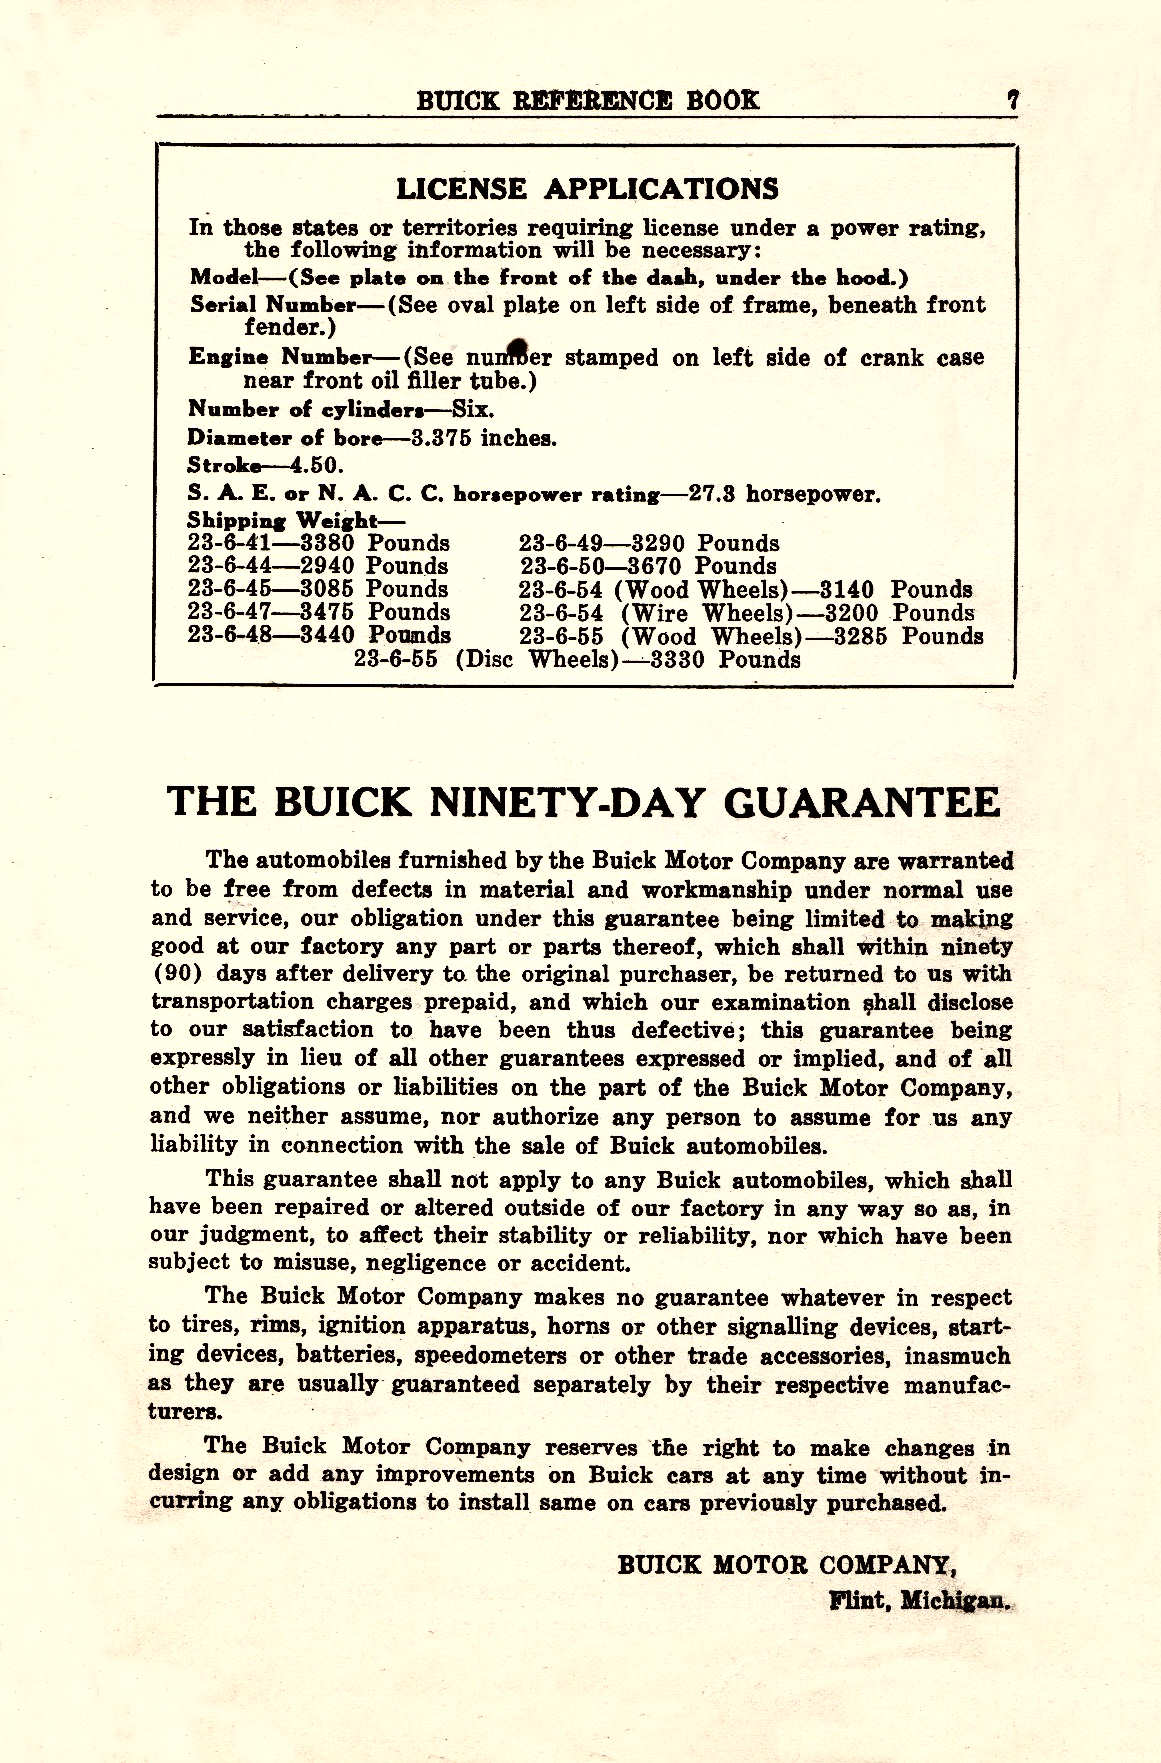 BUICK REFERENCE BOOK 7
LICENSE APPLICATIONS
In those states or territories requiring license under a power rating,
the following information will be necessary:
Model—(See plate on the front of the dash, under the hood.)
Serial Number—(See oval plate on left side of frame, beneath front
fender.)
Engine Number—(See number stamped on left side of crank case
near front oil filler tube.)
Number of cylinders—Six.
Diameter of bore—3.375 inches.
Stroke—4.50.
S. A. E. or N. A. C. C. horsepower rating—27.3 horsepower.
Shipping Weight—
23-6-41—3380 Pounds 23-6-49—3290 Pounds
23-6-44—2940 Pounds 23-6-50—3670 Pounds
23-6-45—3085 Pounds 23-6-54 (Wood Wheels)—3140 Pounds
23-6-47—3475 Pounds 23-6-54 (Wire Wheels)—3200 Pounds
23-6-48—3440 Pounds 23-6-55 (Wood Wheels)—3285 Pounds
23-6-55 (Disc Wheels)—3330 Pounds
THE BUICK NINETY-DAY GUARANTEE
The automobiles furnished by the Buick Motor Company are warranted
to be free from defects in material and workmanship under normal use
and service, our obligation under this guarantee being limited to making
good at our factory any part or parts thereof, which shall within ninety
(90) days after delivery to the original purchaser, be returned to us with
transportation charges prepaid, and which our examination shall disclose
to our satisfaction to have been thus defective; this guarantee being
expressly in lieu of all other guarantees expressed or implied, and of all
other obligations or liabilities on the part of the Buick Motor Company,
and we neither assume, nor authorize any person to assume for us any
liability in connection with the sale of Buick automobiles.
This guarantee shall not apply to any Buick automobiles, which shall
have been repaired or altered outside of our factory in any way so as, in
our judgment, to affect their stability or reliability, nor which have been
subject to misuse, negligence or accident.
The Buick Motor Company makes no guarantee whatever in respect
to tires, rims, ignition apparatus, horns or other signalling devices, start-
ing devices, batteries, speedometers or other trade accessories, inasmuch
as they are usually guaranteed separately by their respective manufac-
turers.
The Buick Motor Company reserves the right to make changes in
design or add any improvements on Buick cars at any time without in-
curring any obligations to install same on cars previously purchased.
BUICK MOTOR COMPANY,
Flint, Michigan.